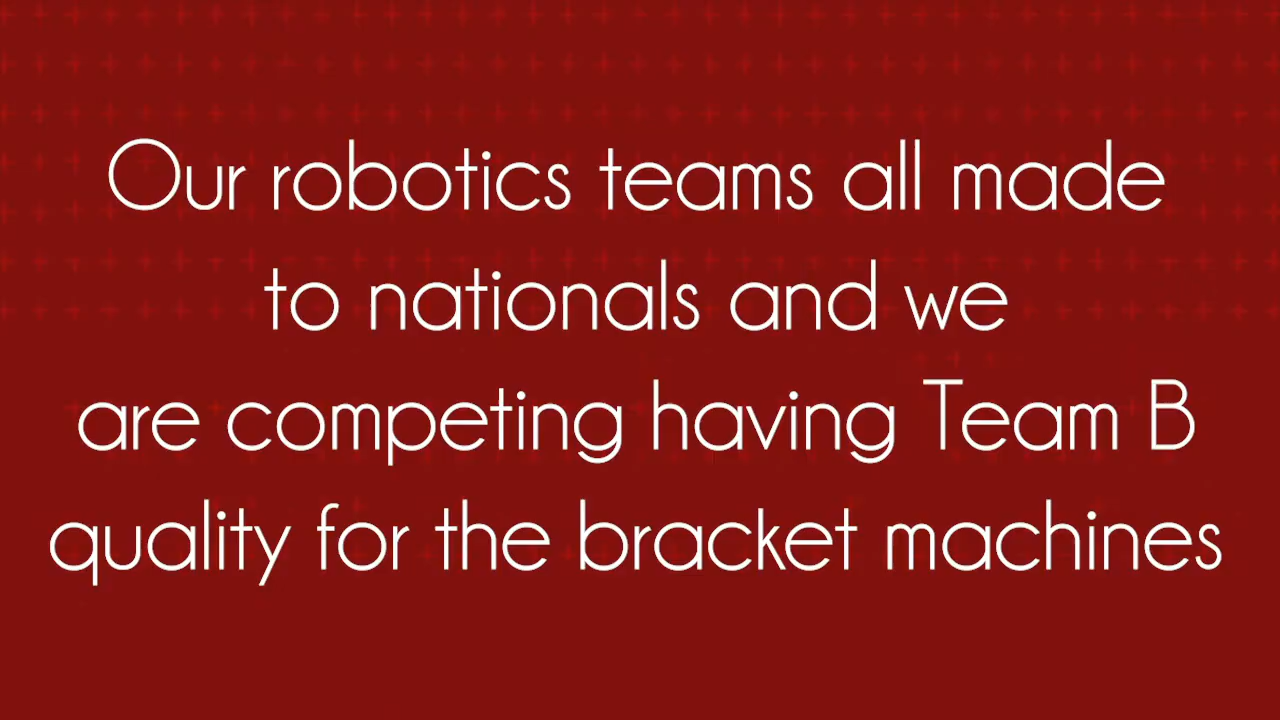 Our robotics teams all made
to nationals and we
are competing having Team B
quality for the bracket machines